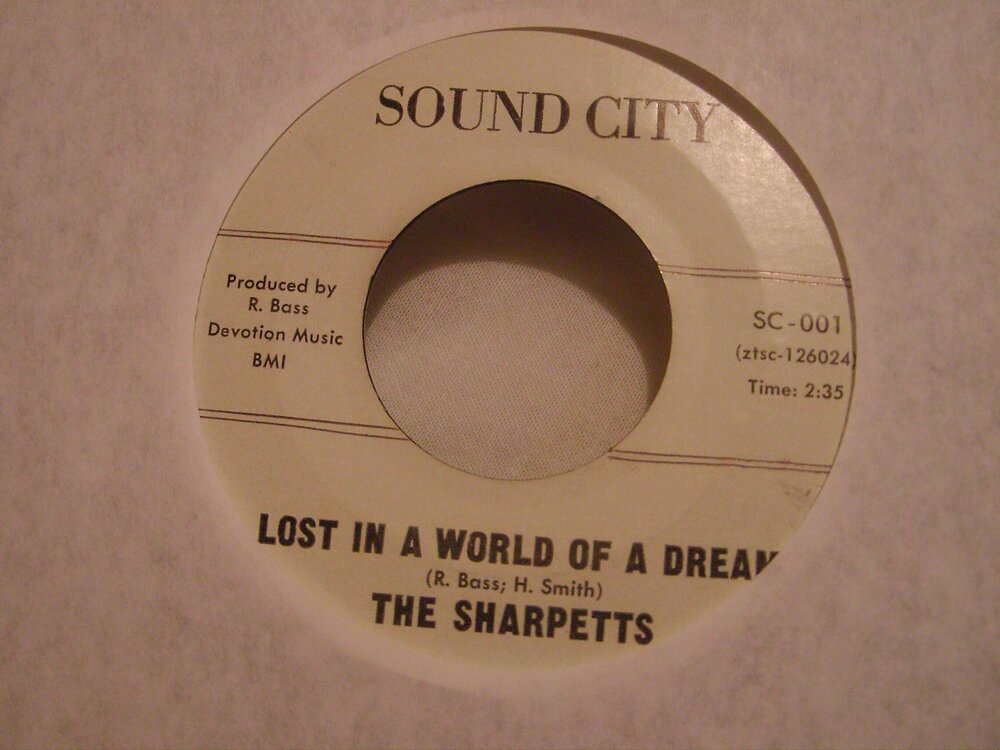 SOUND CITY
Produced by
R. Bass
Devotion Music
BMI
SC-001
(ztsc-126024)
Time: 2:35
LOST IN A WORLD OF A DREAM
(R. Bass; H. Smith)
THE SHARPETTS